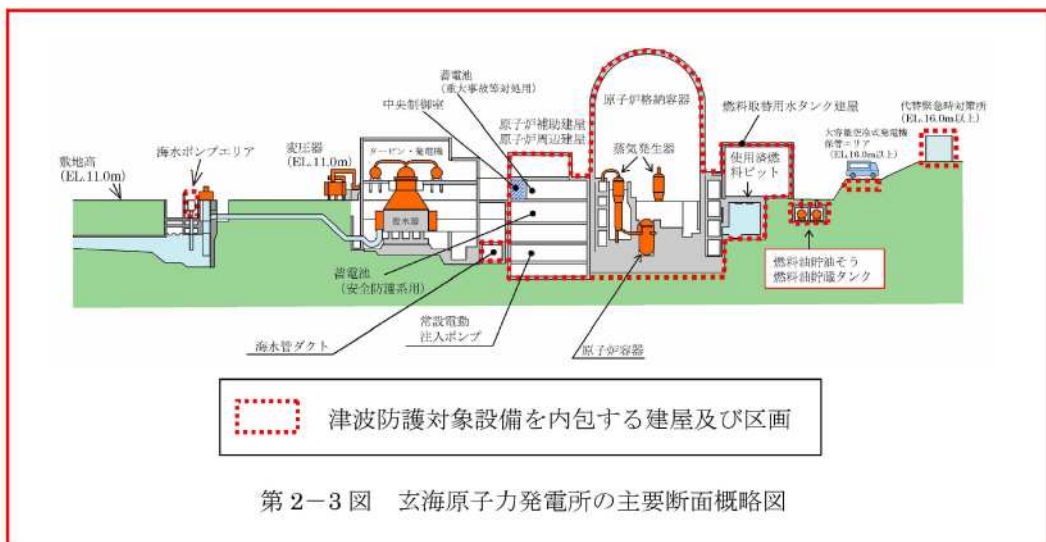 蓄電池
(重大事故等対処用)
中央制御室
原子炉格納容器
燃料取替用水タンク建屋
代替緊急時対策所
(EL.16.0m以上)
原子炉補助建屋
原子炉周辺建屋
大容量空冷式発電機
保管エリア
(EL.16.0m以上)
敷地高
(EL.11.0m)
海水ポンプエリア
変圧器
(EL.11.0m)
タービン・発電機
蒸気発生器
使用済燃
料ピット
復水器
蓄電池
(安全防護系用)
燃料油貯油そう
燃料油貯蔵タンク
海水管ダクト
常設電動
注入ポンプ
原子炉容器
津波防護対象設備を内包する建屋及び区画
第2-3図 玄海原子力発電所の主要断面概略図